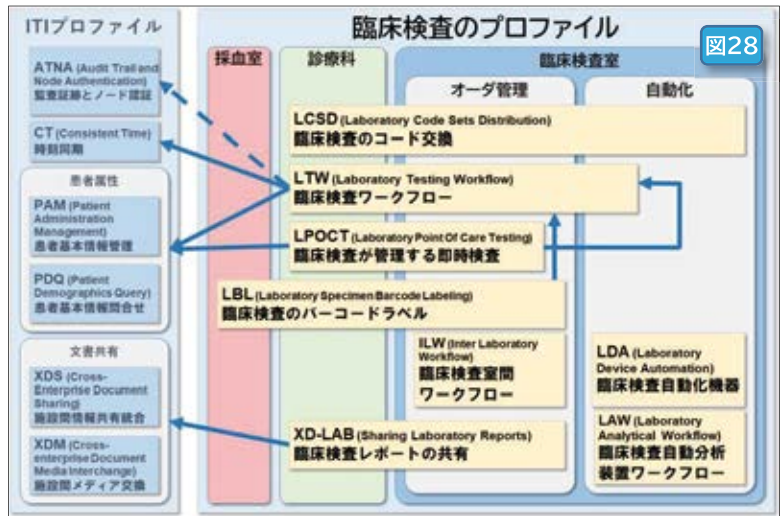 ITIプロファイル
ATNA (Audit Trail and
Node Authentication)
監査証跡とノード認証
CT (Consistent Time)
時刻同期
患者属性
PAM (Patient
Administration
Management)
患者基本情報管理
PDQ (Patient
Demographics Query)
患者基本情報問合せ
文書共有
XDS (Cross-
Enterprise Document
Sharing)
施設間情報共有統合
XDM (Cross-
enterprise Document
Media Interchange)
施設間メディア交換
臨床検査のプロファイル
図28
採血室
診療科
臨床検査室
オーダ管理
自動化
LCSD (Laboratory Code Sets Distribution)
臨床検査のコード交換
LTW (Laboratory Testing Workflow)
臨床検査ワークフロー
LPOCT (Laboratory Point Of Care Testing)
臨床検査が管理する即時検査
LBL (Laboratory Specimen Barcode Labeling)
臨床検査のバーコードラベル
ILW (Inter Laboratory
Workflow)
臨床検査室間
ワークフロー
LDA (Laboratory
Device Automation)
臨床検査自動化機器
XD-LAB (Sharing Laboratory Reports)
臨床検査レポートの共有
LAW (Laboratory
Analytical Workflow)
臨床検査自動分析
装置ワークフロー